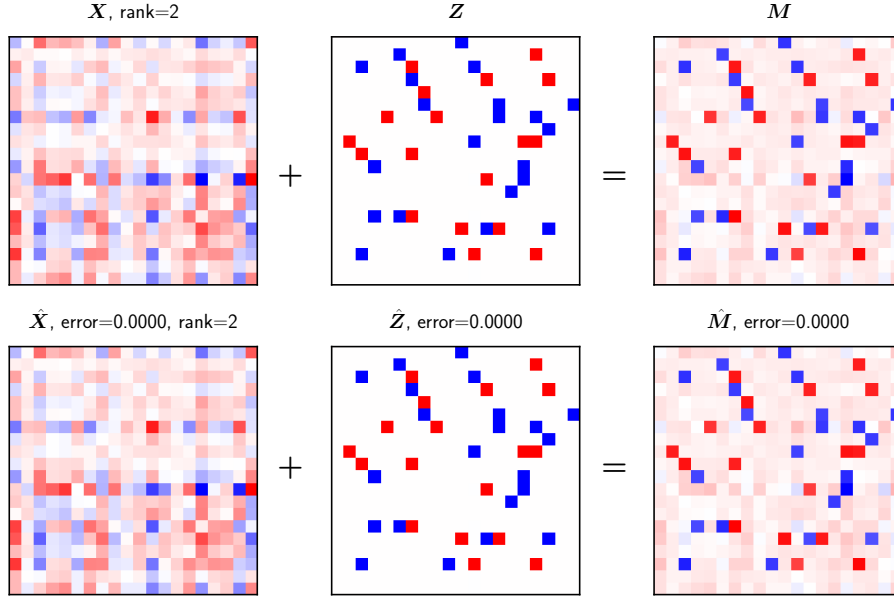 X, rank=2 Z M
+ =
X̂, error=0.0000, rank=2 Ẑ, error=0.0000 M̂, error=0.0000
+ =